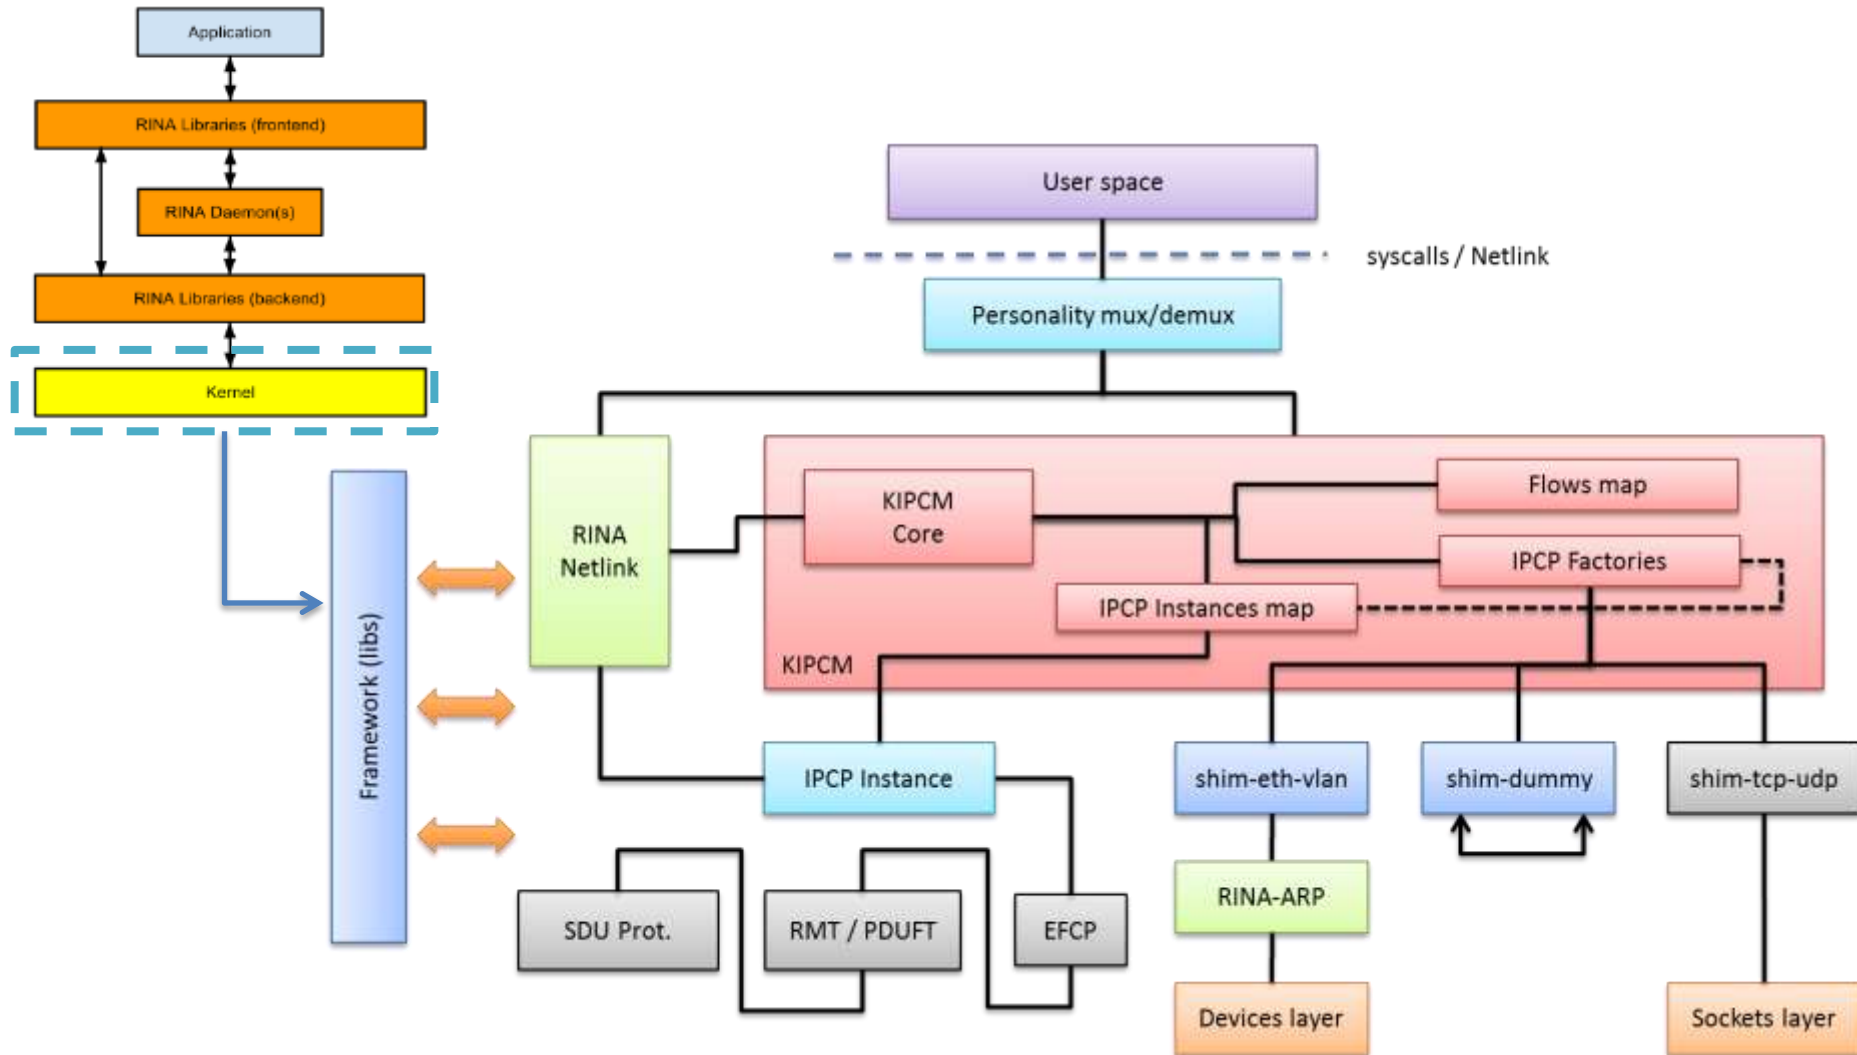 Application
RINA Libraries (frontend)
RINA Daemon(s)
RINA Libraries (backend)
Kernel
Framework (libs)
User space
syscalls / Netlink
Personality mux/demux
RINA
Netlink
KIPCM
Core
Flows map
IPCP Factories
IPCP Instances map
KIPCM
IPCP Instance
shim-eth-vlan
shim-dummy
shim-tcp-udp
SDU Prot.
RMT / PDUFT
EFCP
RINA-ARP
Devices layer
Sockets layer